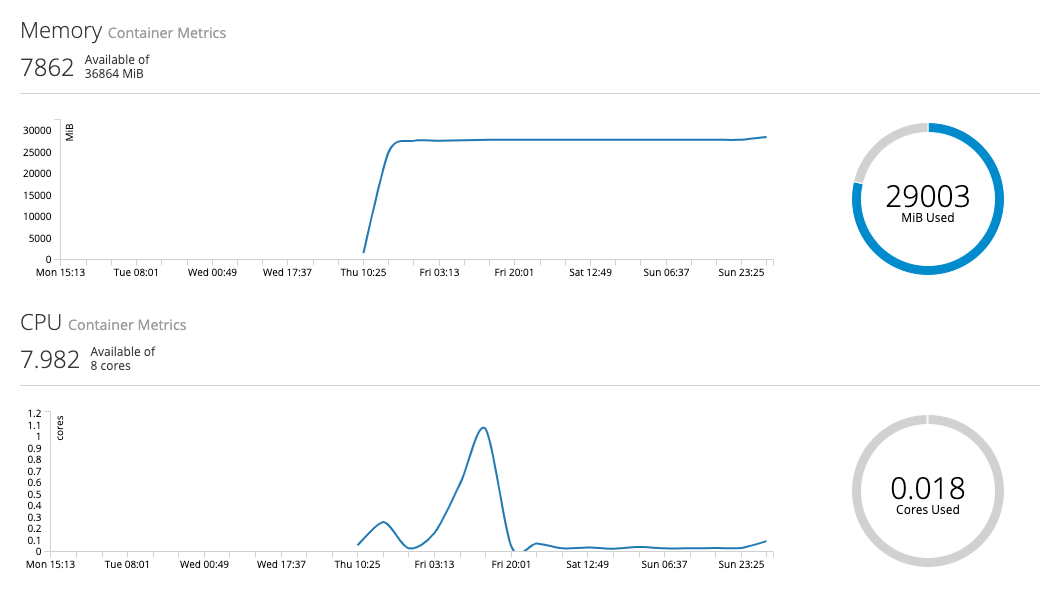 Memory Container Metrics
7862 Available of
36864 MiB
MiB
30000
25000
20000
15000
10000
5000
0
Mon 15:13 Tue 08:01 Wed 00:49 Wed 17:37 Thu 10:25 Fri 03:13 Fri 20:01 Sat 12:49 Sun 06:37 Sun 23:25
29003
MiB Used
CPU Container Metrics
7.982 Available of
8 cores
cores
1.2
1.1
1
0.9
0.8
0.7
0.6
0.5
0.4
0.3
0.2
0.1
0
Mon 15:13 Tue 08:01 Wed 00:49 Wed 17:37 Thu 10:25 Fri 03:13 Fri 20:01 Sat 12:49 Sun 06:37 Sun 23:25
0.018
Cores Used